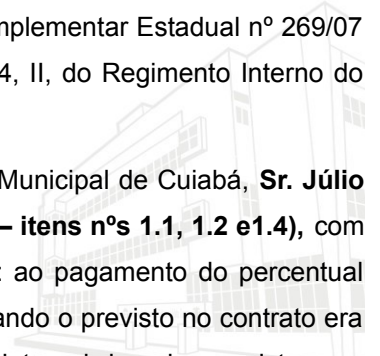 mplementar Estadual nº 269/07
4, II, do Regimento Interno do
Municipal de Cuiabá, Sr. Júlio
– itens nºs 1.1, 1.2 e1.4), com
ao pagamento do percentual
ando o previsto no contrato era